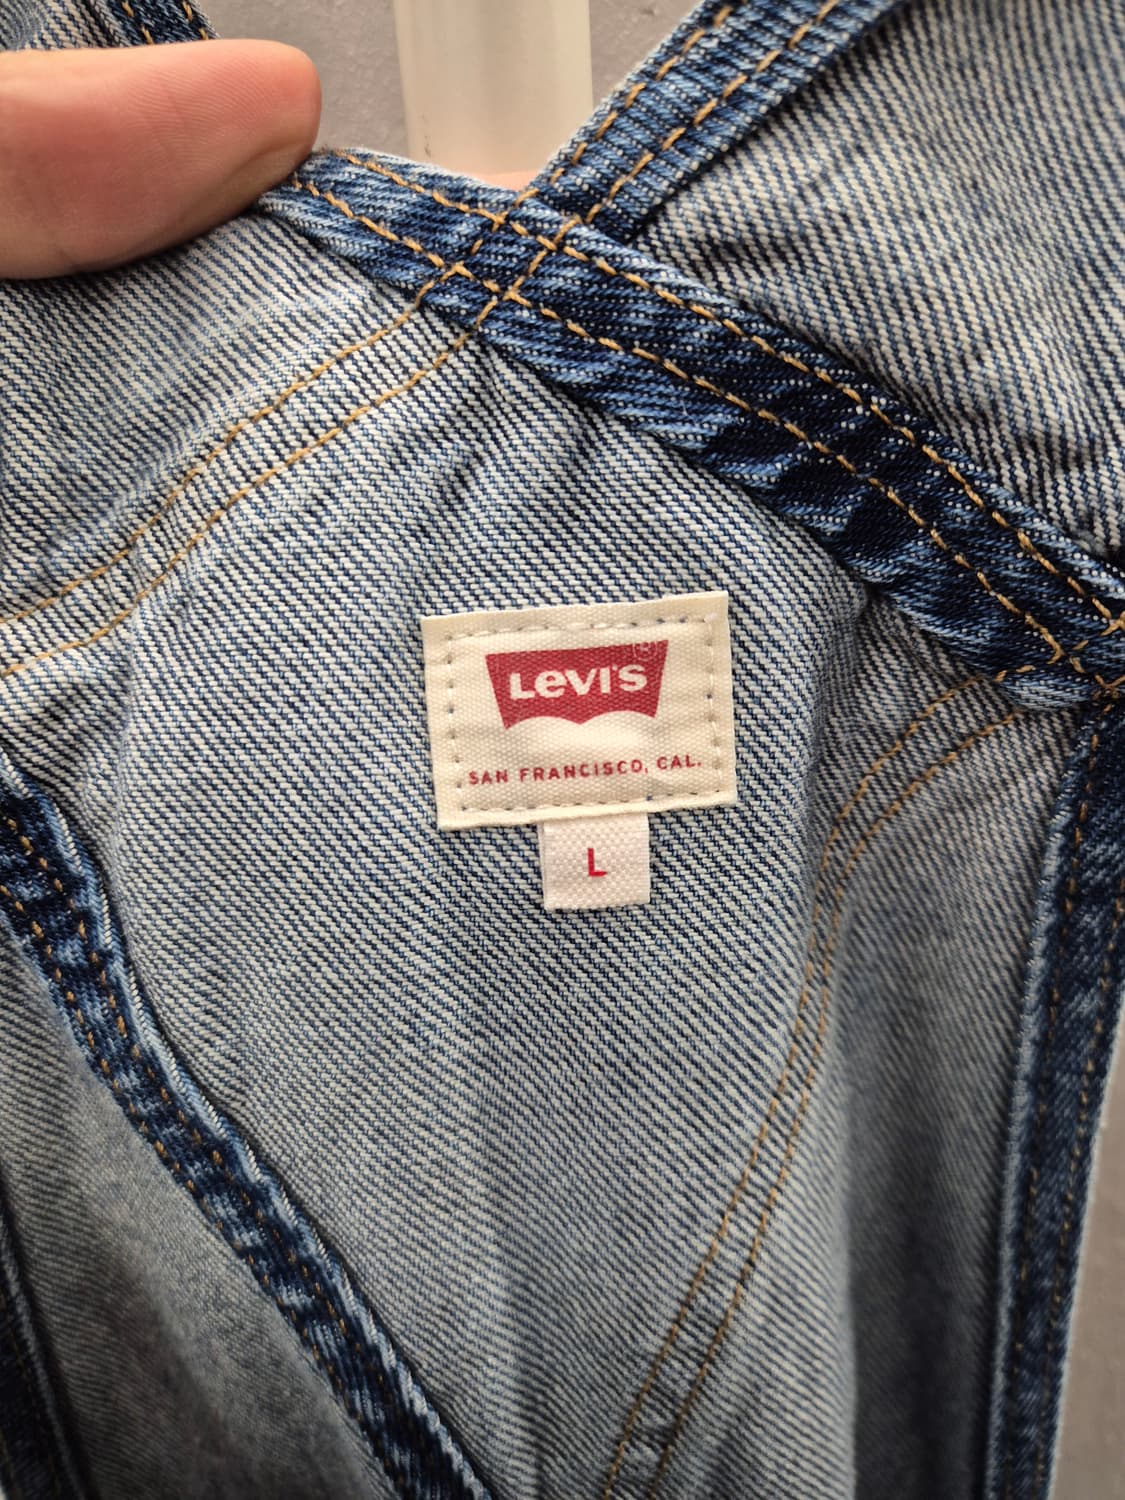 Levi's®
SAN FRANCISCO, CAL.
L